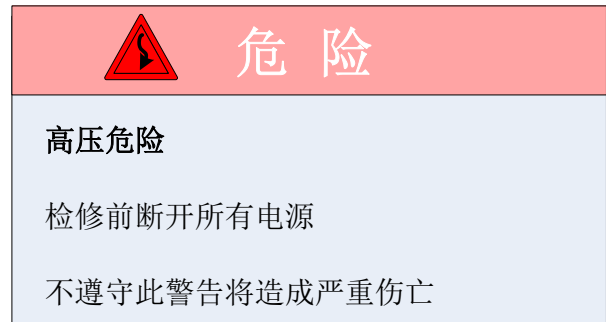 危 险
高压危险
检修前断开所有电源
不遵守此警告将造成严重伤亡